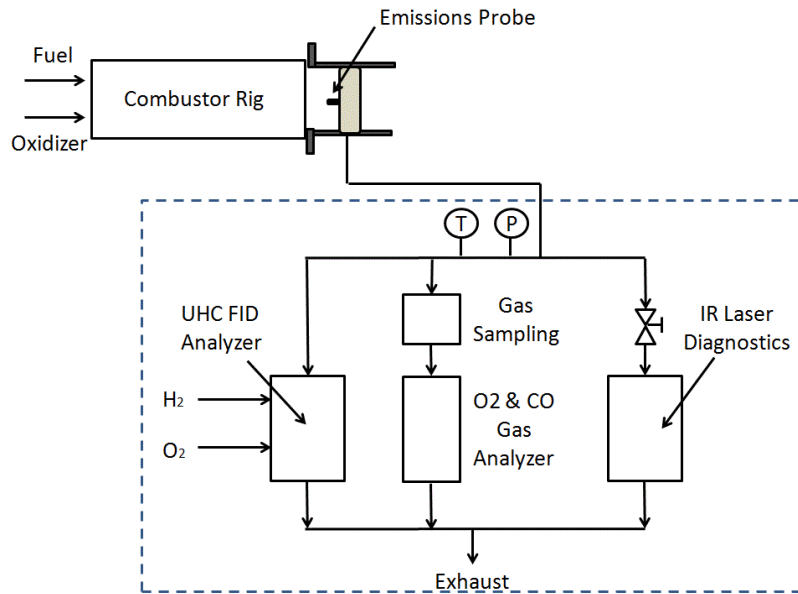 Emissions Probe
Fuel
Combustor Rig
Oxidizer
T
P
UHC FID
Analyzer
Gas
Sampling
IR Laser
Diagnostics
H2
O2
O2 & CO
Gas
Analyzer
Exhaust